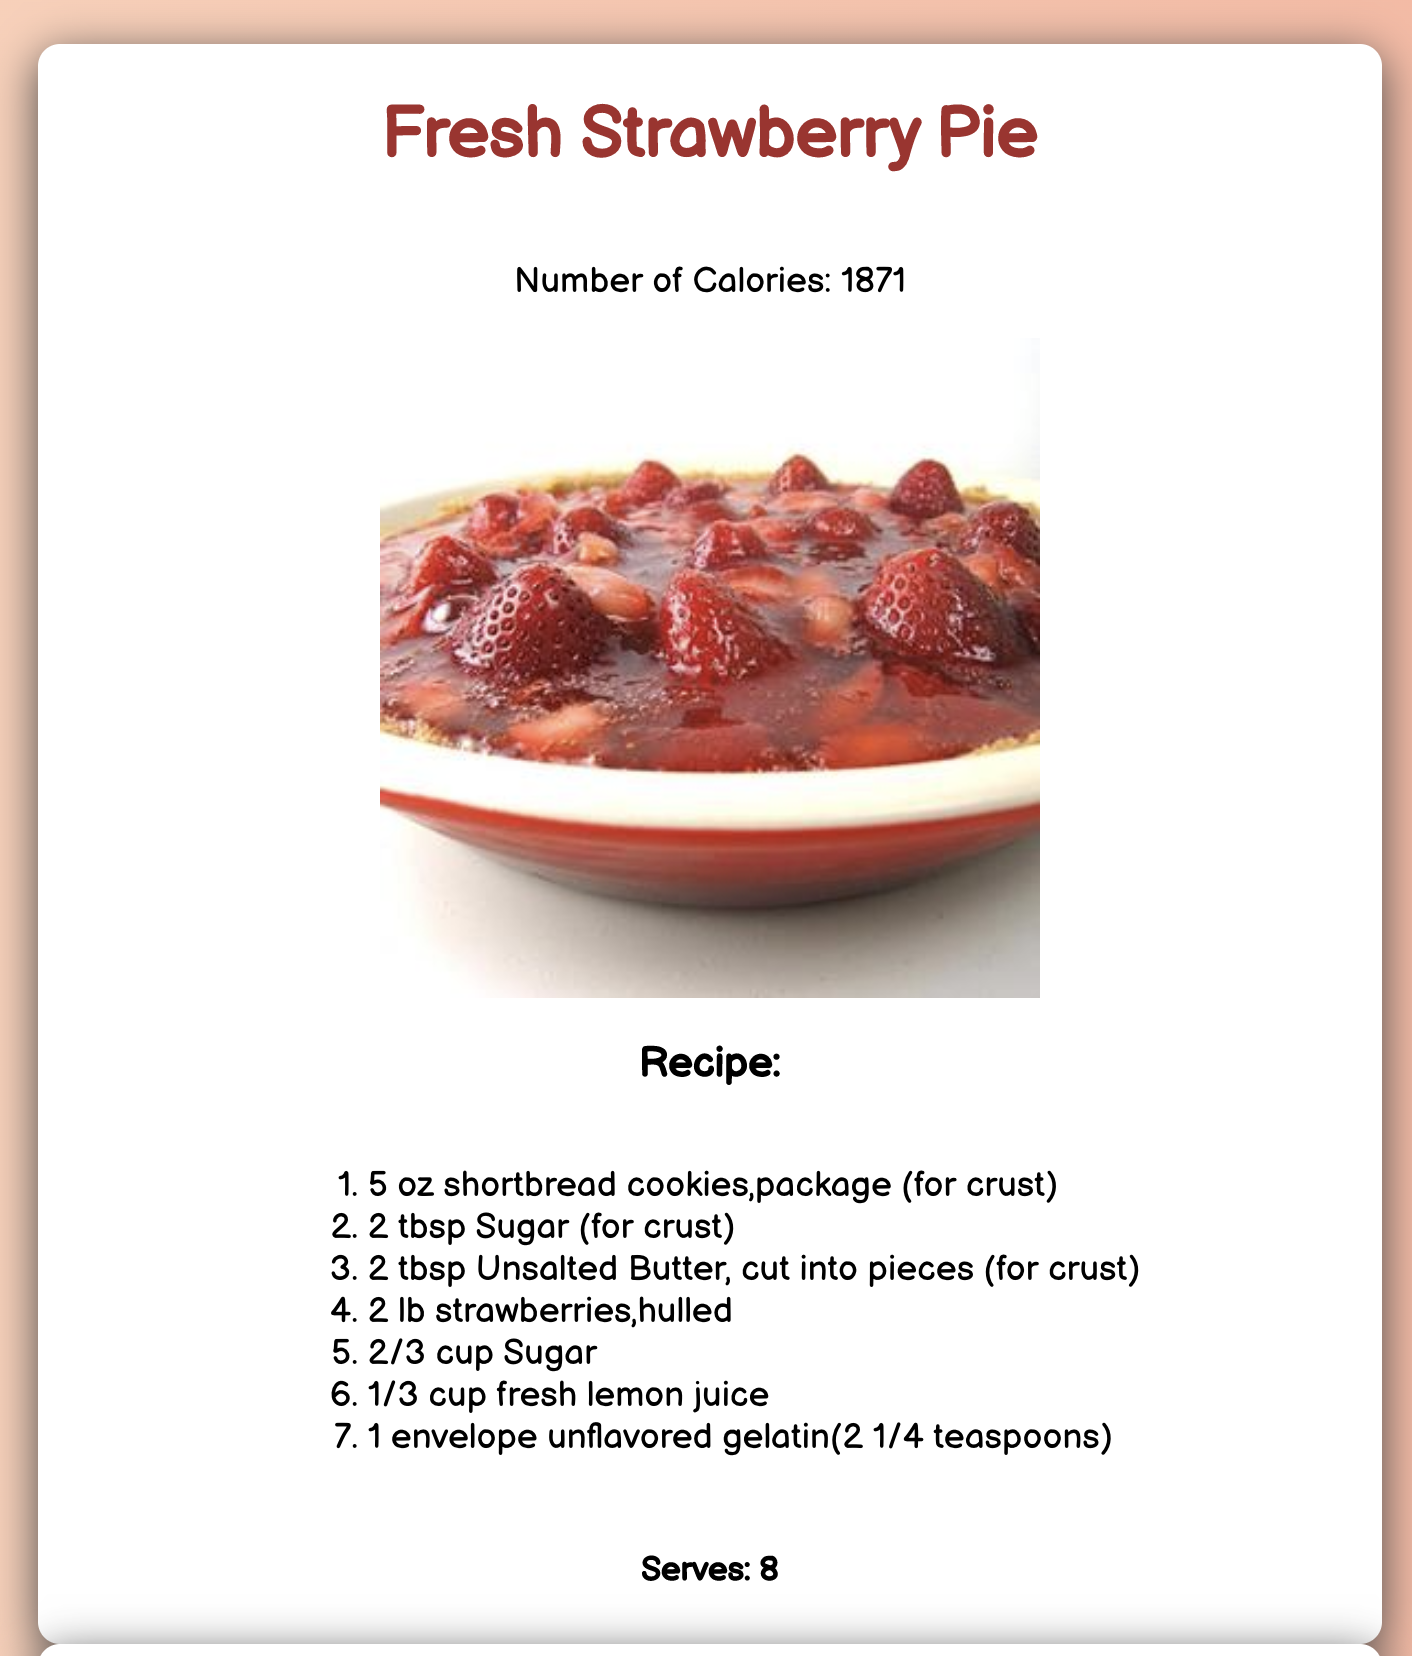 Fresh Strawberry Pie
Number of Calories: 1871
Recipe:
1. 5 oz shortbread cookies,package (for crust)
2. 2 tbsp Sugar (for crust)
3. 2 tbsp Unsalted Butter, cut into pieces (for crust)
4. 2 lb strawberries,hulled
5. 2/3 cup Sugar
6. 1/3 cup fresh lemon juice
7. 1 envelope unflavored gelatin(2 1/4 teaspoons)
Serves: 8